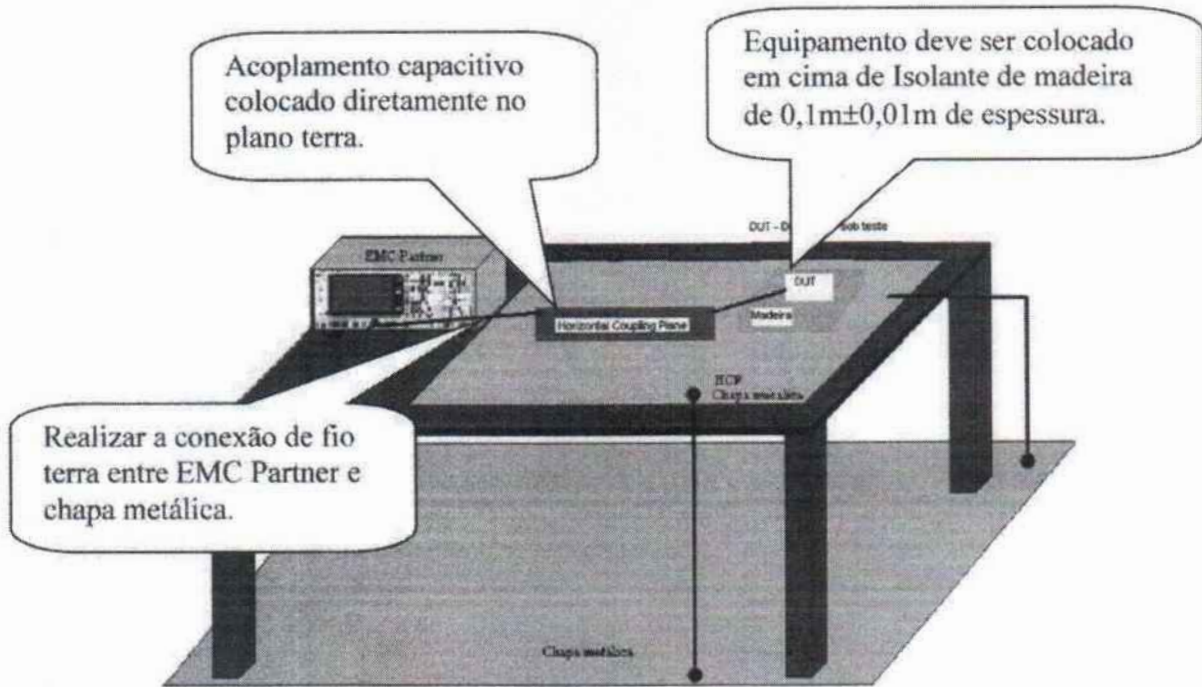 Acoplamento capacitivo
colocado diretamente no
plano terra.
Equipamento deve ser colocado
em cima de Isolante de madeira
de 0,1m±0,01m de espessura.
DUT - D
sob teste
EMC Partner
DUT
Madeira
Horizontal Coupling Plane
HCP
Chapa metálica
Realizar a conexão de fio
terra entre EMC Partner e
chapa metálica.
Chapa metálica